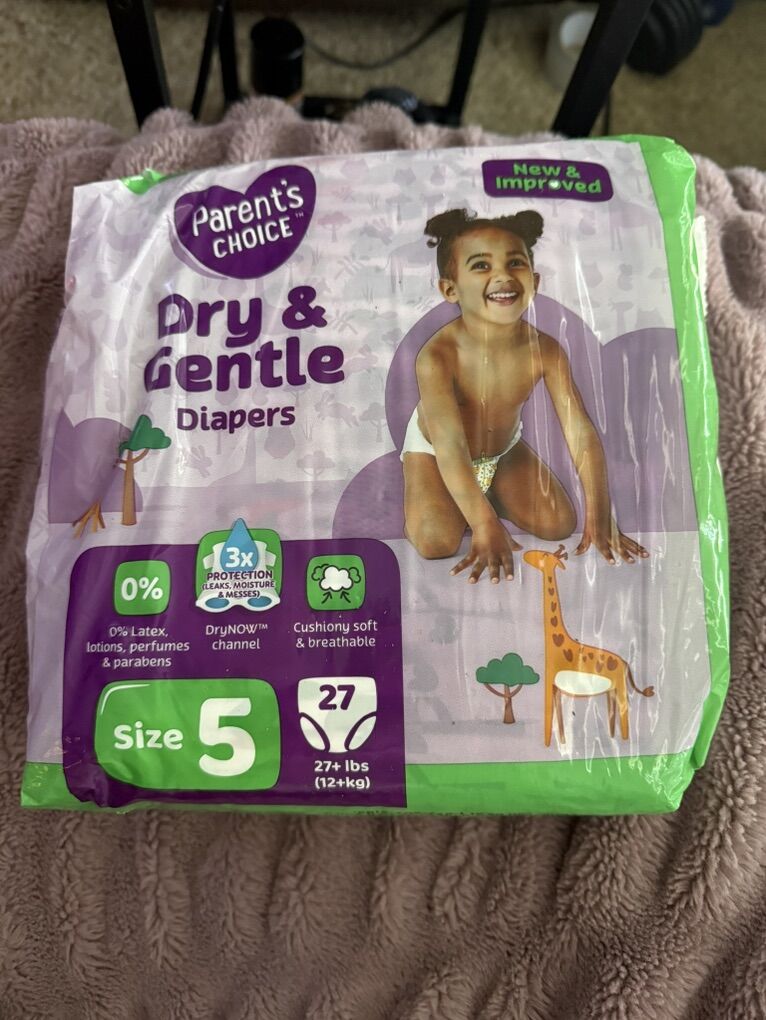 Parent's
CHOICE™
New &
Improved
Dry &
Gentle
Diapers
0%
0% Latex,
lotions, perfumes
& parabens
3x
PROTECTION
(LEAKS, MOISTURE
& MESSES)
DryNOW™
channel
Cushiony soft
& breathable
Size 5
27
27+ lbs
(12+kg)